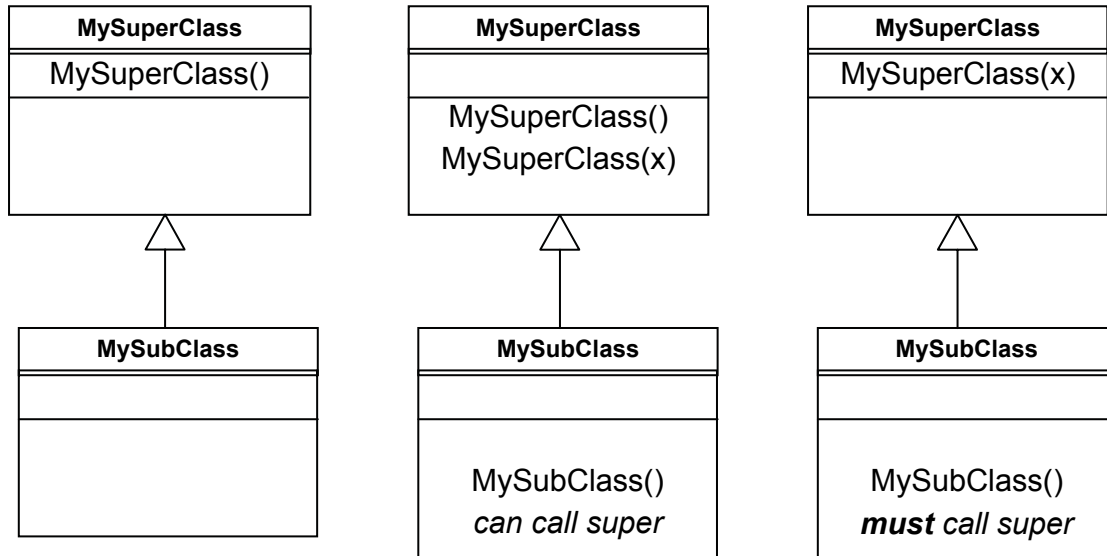 MySuperClass
MySuperClass()
MySubClass
MySuperClass
MySuperClass()
MySuperClass(x)
MySubClass
MySubClass()
can call super
MySuperClass
MySuperClass(x)
MySubClass
MySubClass()
must call super